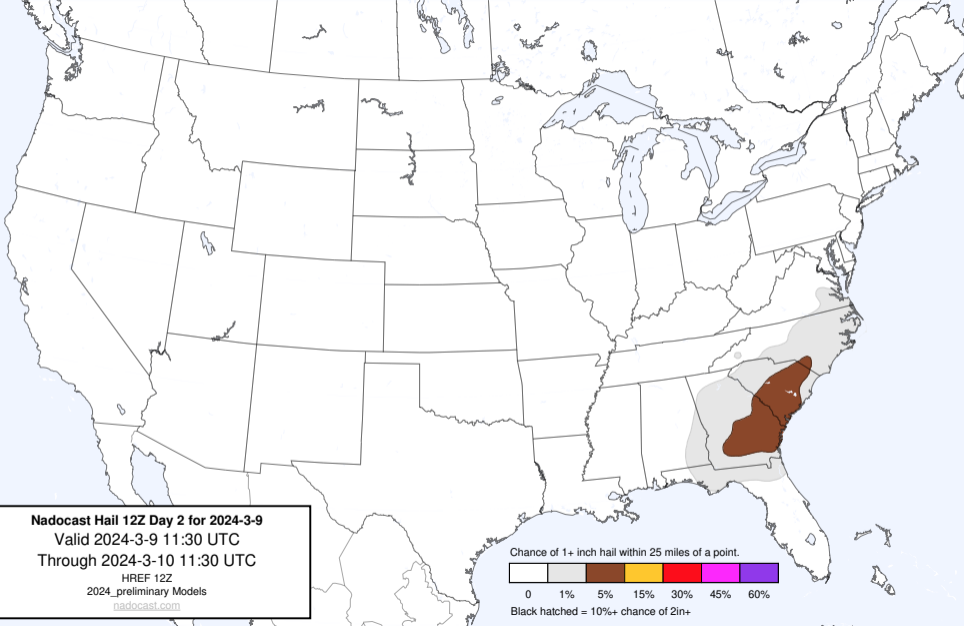 Nadocast Hail 12Z Day 2 for 2024-3-9
Valid 2024-3-9 11:30 UTC
Through 2024-3-10 11:30 UTC
HREF 12Z
2024_preliminary Models
nadocast.com
Chance of 1+ inch hail within 25 miles of a point.
0 1% 5% 15% 30% 45% 60%
Black hatched = 10%+ chance of 2in+